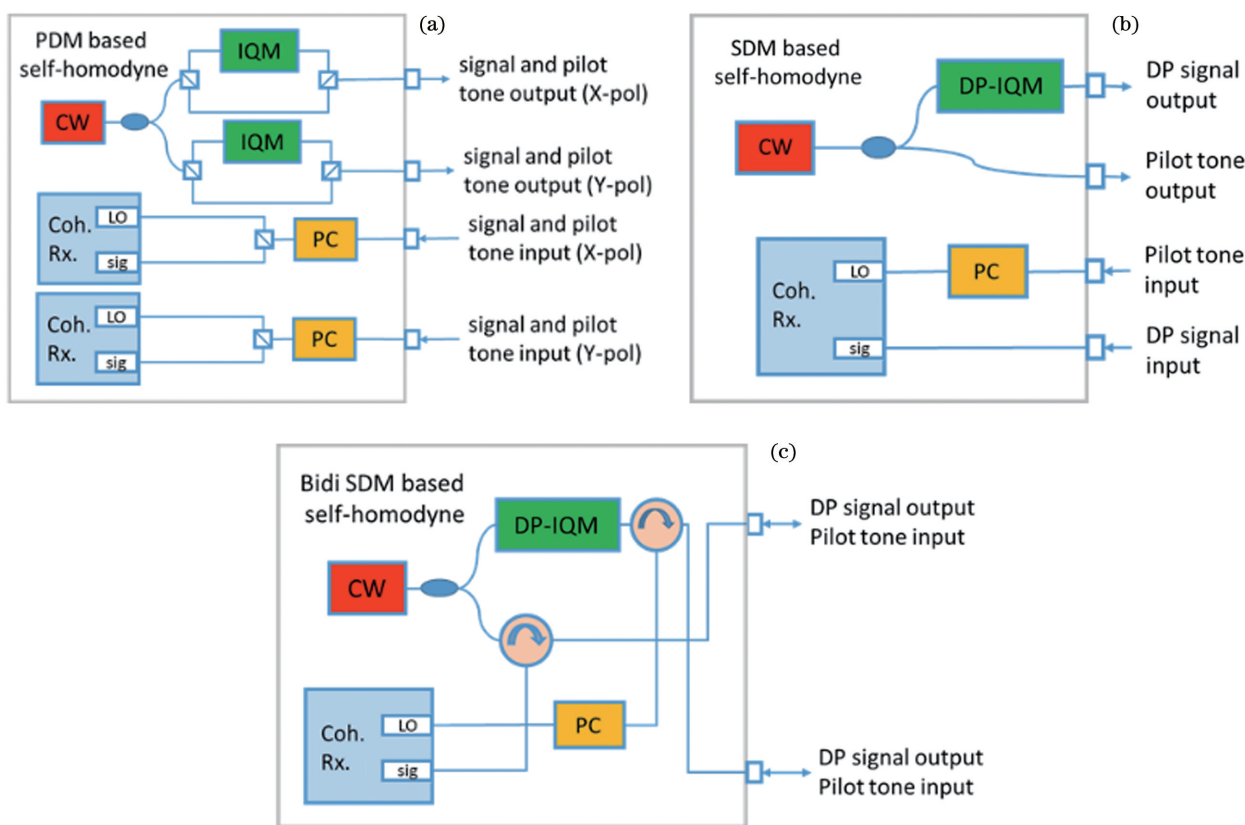 (a)
PDM based
self-homodyne
IQM
CW
IQM
signal and pilot
tone output (X-pol)
signal and pilot
tone output (Y-pol)
Coh.
Rx.
LO
sig
PC
signal and pilot
tone input (X-pol)
Coh.
Rx.
LO
sig
PC
signal and pilot
tone input (Y-pol)
(b)
SDM based
self-homodyne
DP-IQM
CW
DP signal
output
Pilot tone
output
Coh.
Rx.
LO
sig
PC
Pilot tone
input
DP signal
input
(c)
Bidi SDM based
self-homodyne
DP-IQM
CW
DP signal output
Pilot tone input
Coh.
Rx.
LO
sig
PC
DP signal output
Pilot tone input